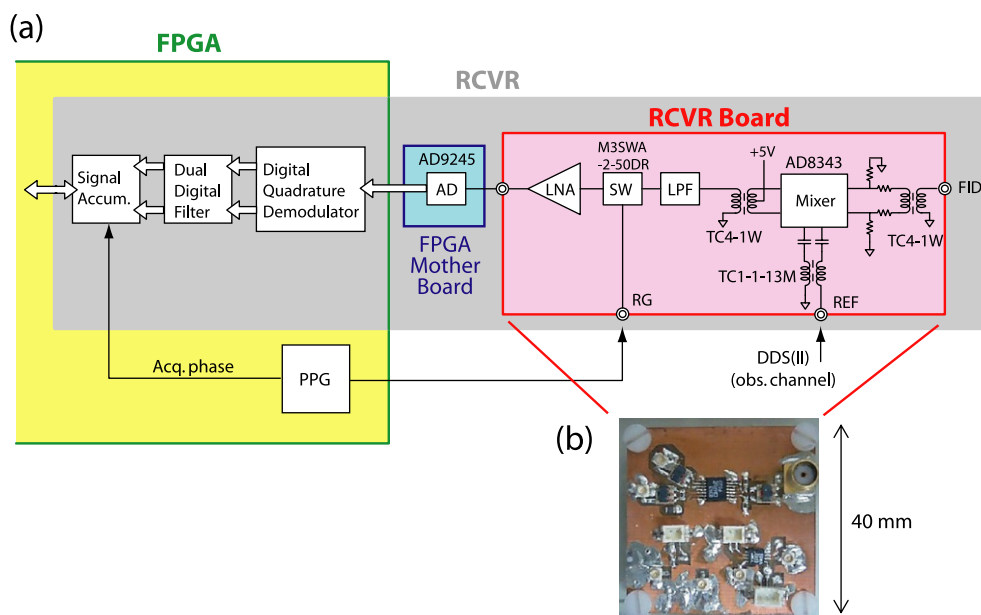 (a)
FPGA
RCVR
RCVR Board
M3SWA
-2-50DR
+5V
AD8343
AD9245
Signal
Accum.
Dual
Digital
Filter
Digital
Quadrature
Demodulator
AD
LNA
SW
LPF
Mixer
FID
TC4-1W
TC4-1W
FPGA
Mother
Board
TC1-1-13M
RG
REF
Acq. phase
PPG
DDS(II)
(obs. channel)
(b)
40 mm